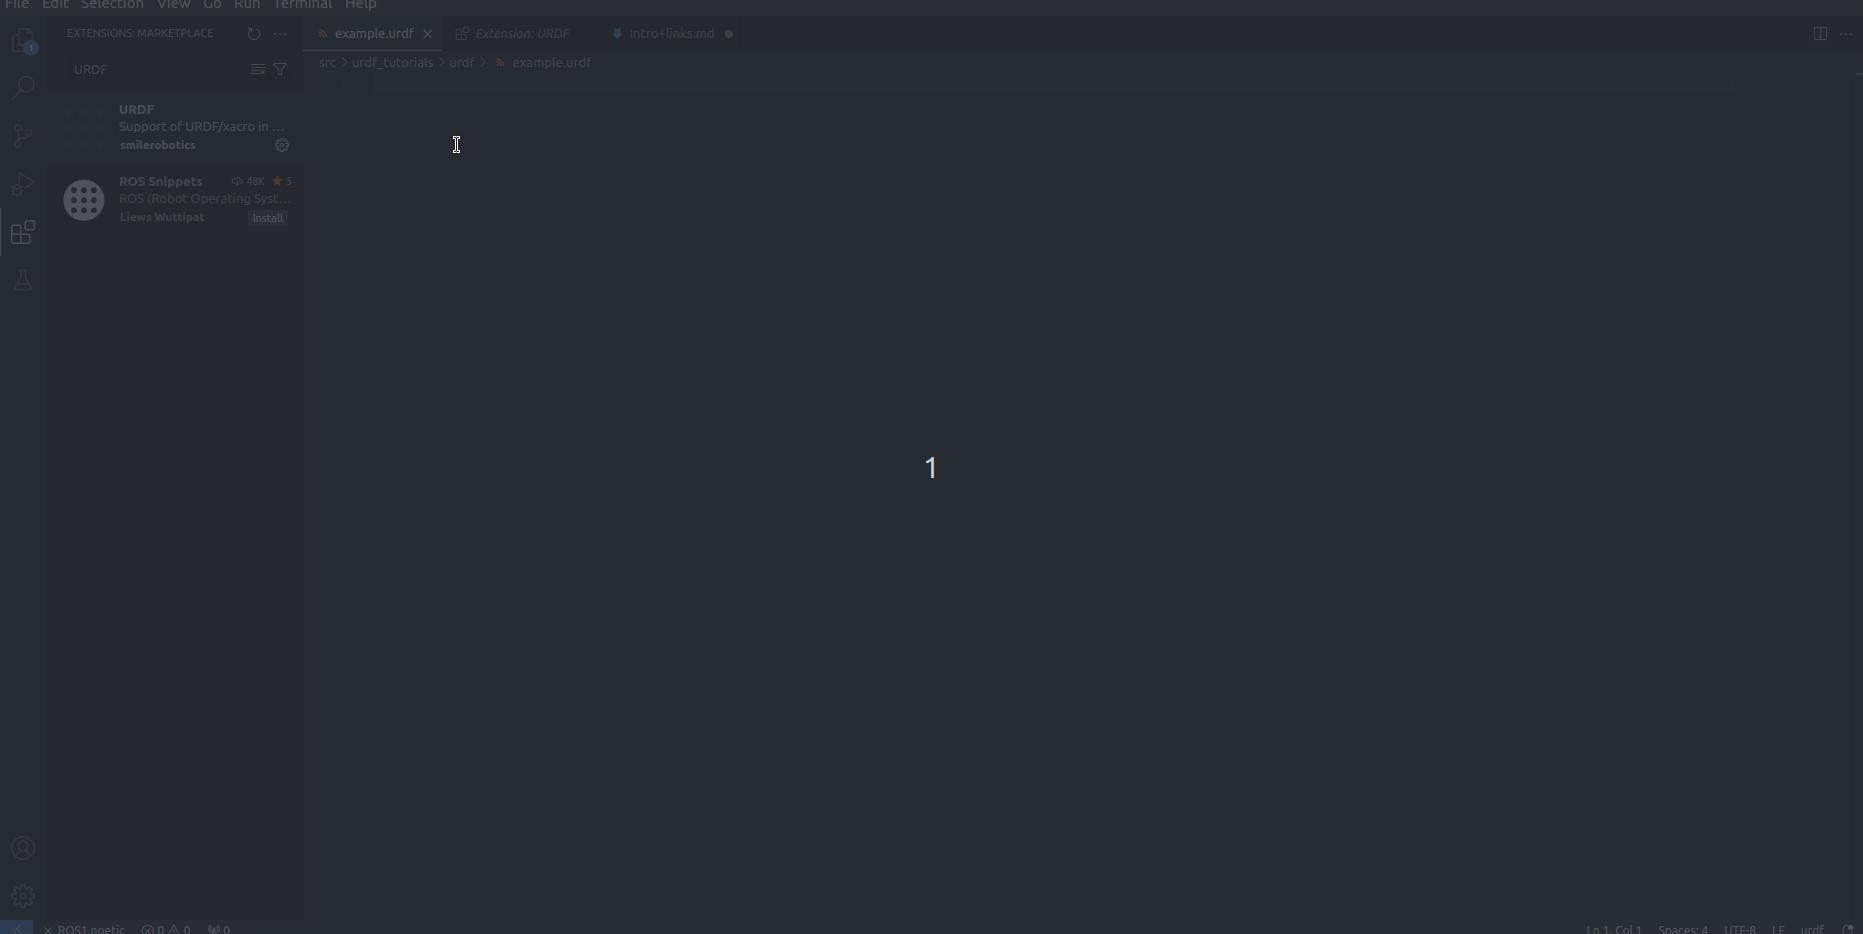 File Edit Selection View Go Run Terminal Help
EXTENSIONS: MARKETPLACE
URDF
URDF
Support of URDF/xacro in ...
smilerobotics
ROS Snippets 48K 5
ROS (Robot Operating Syst...
Liews Wuttipat Install
example.urdf Extension: URDF Intro+links.md
src > urdf_tutorials > urdf > example.urdf
1
1
ROS1.noetic 0 0 0 Ln 1, Col 1 Spaces: 4 UTF-8 LF urdf